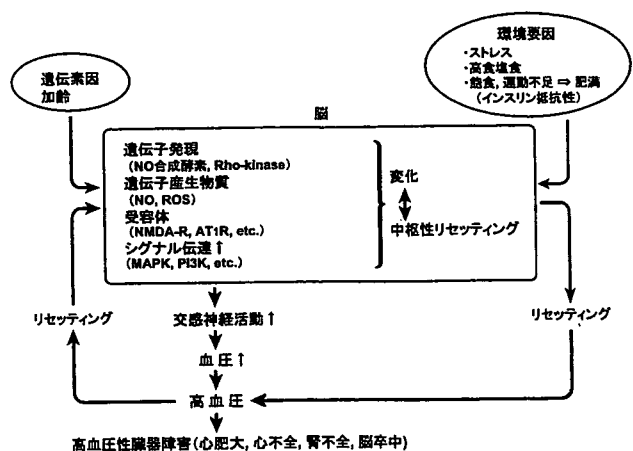 環境要因
・ストレス
・高食塩食
・飽食, 運動不足 ⇒ 肥満
(インスリン抵抗性)
遺伝素因
加齢
脳
遺伝子発現
(NO合成酵素, Rho-kinase)
遺伝子産生物質
(NO, ROS)
受容体
(NMDA-R, AT1R, etc.)
シグナル伝達↑
(MAPK, PI3K, etc.)
変化
中枢性リセッティング
リセッティング
交感神経活動↑
リセッティング
血圧↑
高血圧
高血圧性臓器障害(心肥大, 心不全, 腎不全, 脳卒中)